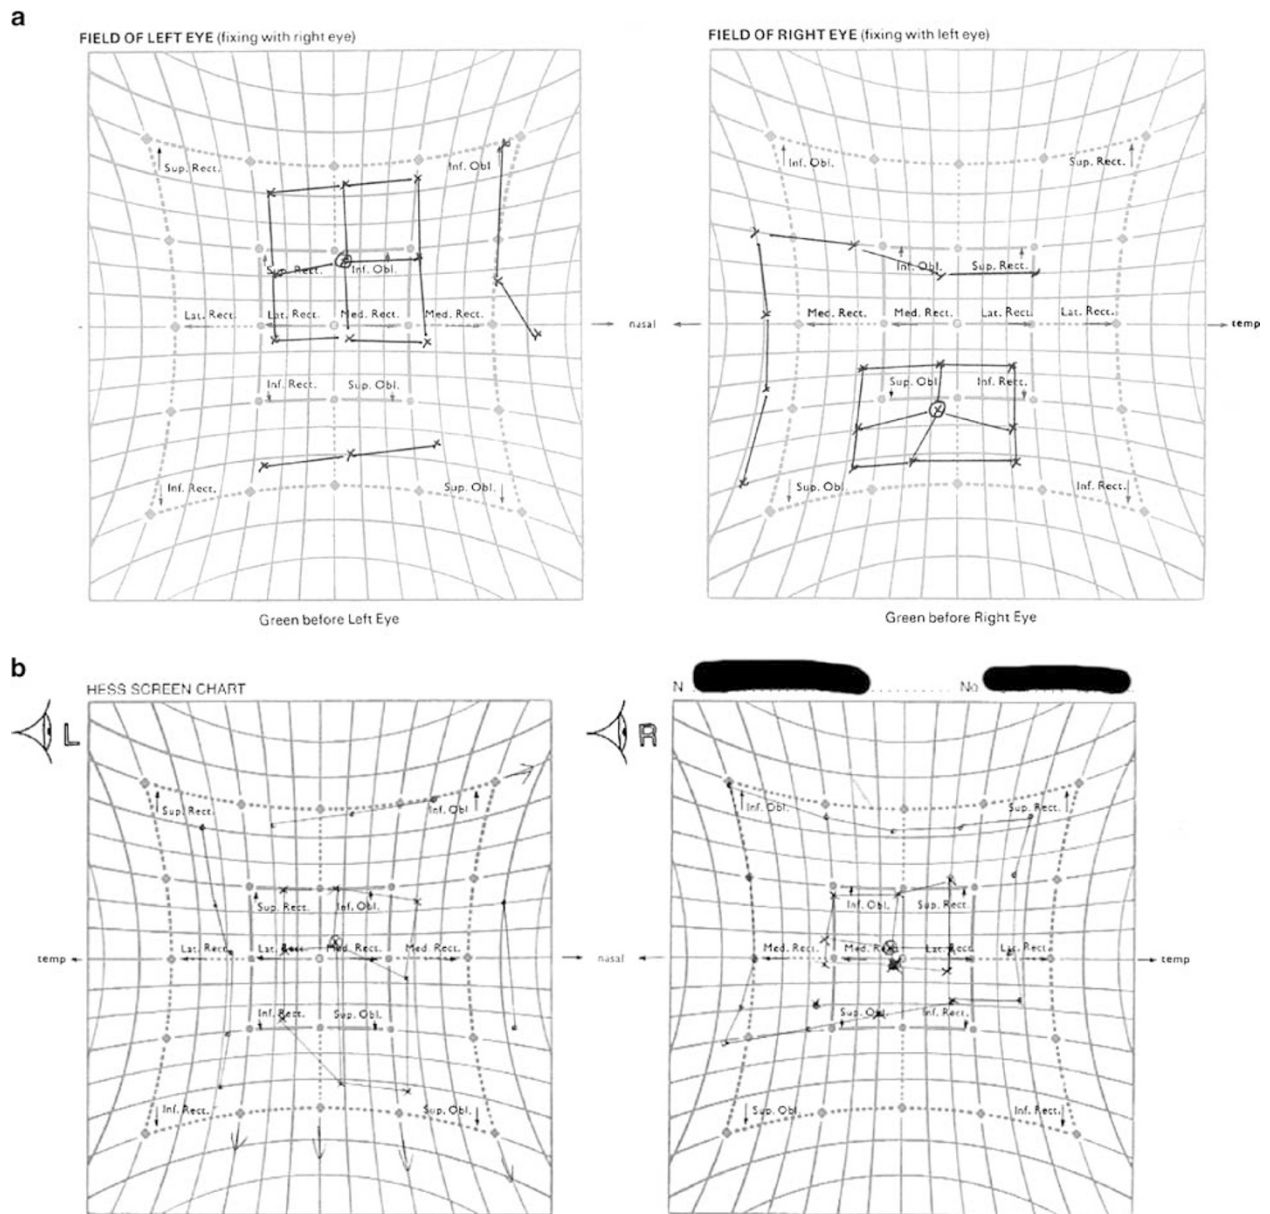 a
FIELD OF LEFT EYE (fixing with right eye)
FIELD OF RIGHT EYE (fixing with left eye)
Sup. Rect.
Inf. Obl
Inf. Obl.
Sup. Rect.
Sup. Rect.
Inf. Obl.
Inf. Obl.
Sup. Rect.
Lat. Rect.
Lat. Rect.
Med. Rect.
Med. Rect.
nasal
Med. Rect.
Med. Rect.
Lat. Rect.
Lat. Rect.
temp
Inf. Rect.
Sup. Obl.
Sup. Obl
Inf. Rect.
Inf. Rect.
Sup. Obl.
Sup. Obl
Inf. Rect.
Green before Left Eye
Green before Right Eye
b
HESS SCREEN CHART
N
No
L
R
Sup. Rect.
Inf. Obl
Inf. Obl.
Sup. Rect.
Sup. Rect.
Inf. Obl.
Inf. Obl.
Sup. Rect.
temp
Lat. Rect.
Lat. Rect.
Med. Rect.
Med. Rect.
nasal
Med. Rect.
Med. Rect.
Lat. Rect.
Lat. Rect.
temp
Inf. Rect.
Sup. Obl.
Sup. Obl.
Inf. Rect.
Inf. Rect.
Sup. Obl.
Sup. Obl.
Inf. Rect.